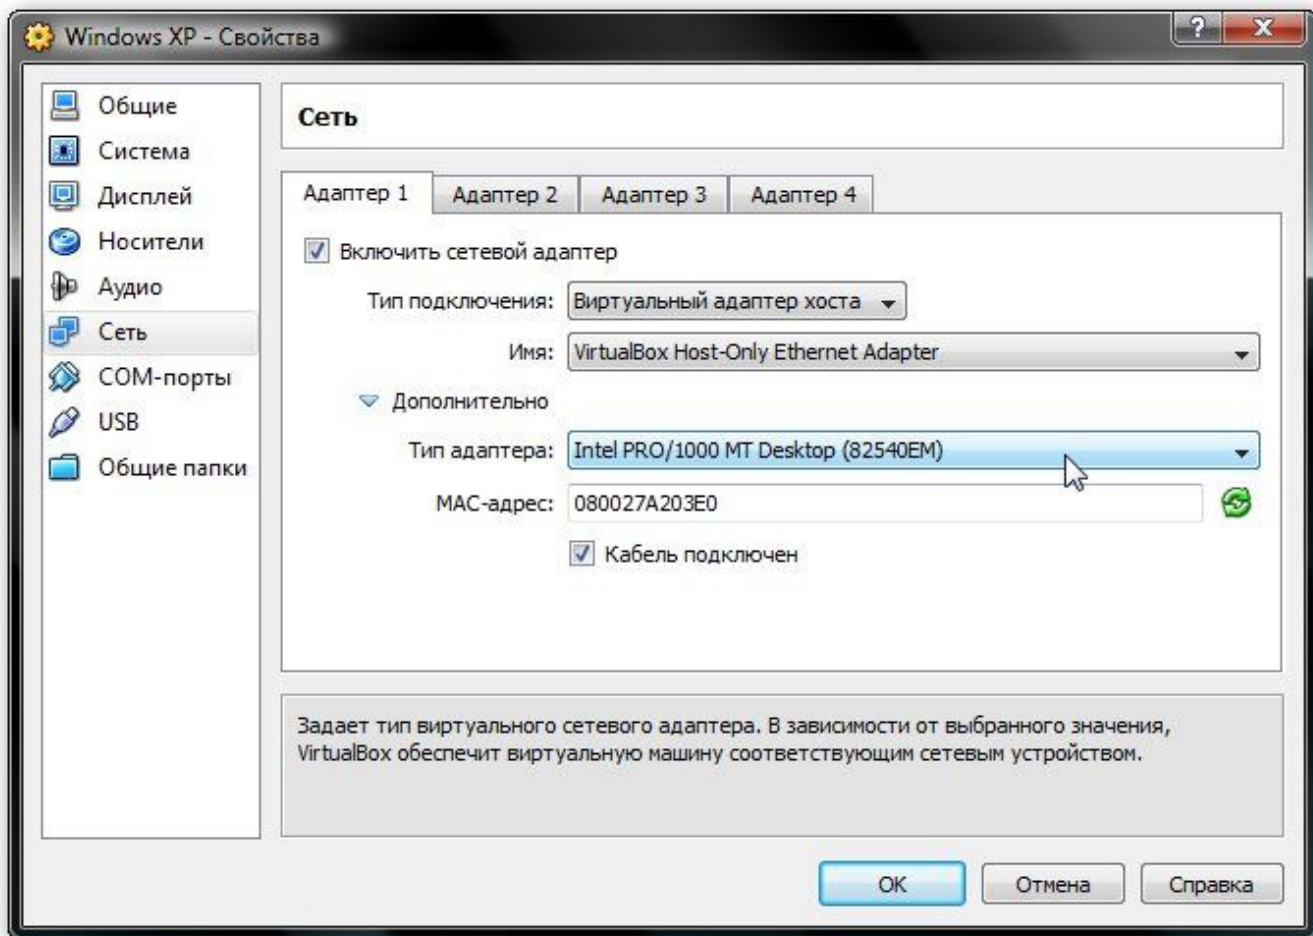 Windows XP - Свойства
Общие
Система
Дисплей
Носители
Аудио
Сеть
COM-порты
USB
Общие папки
Сеть
Адаптер 1 Адаптер 2 Адаптер 3 Адаптер 4
Включить сетевой адаптер
Тип подключения: Виртуальный адаптер хоста
Имя: VirtualBox Host-Only Ethernet Adapter
Дополнительно
Тип адаптера: Intel PRO/1000 MT Desktop (82540EM)
MAC-адрес: 080027A203E0
Кабель подключен
Задает тип виртуального сетевого адаптера. В зависимости от выбранного значения,
VirtualBox обеспечит виртуальную машину соответствующим сетевым устройством.
OK Отмена Справка